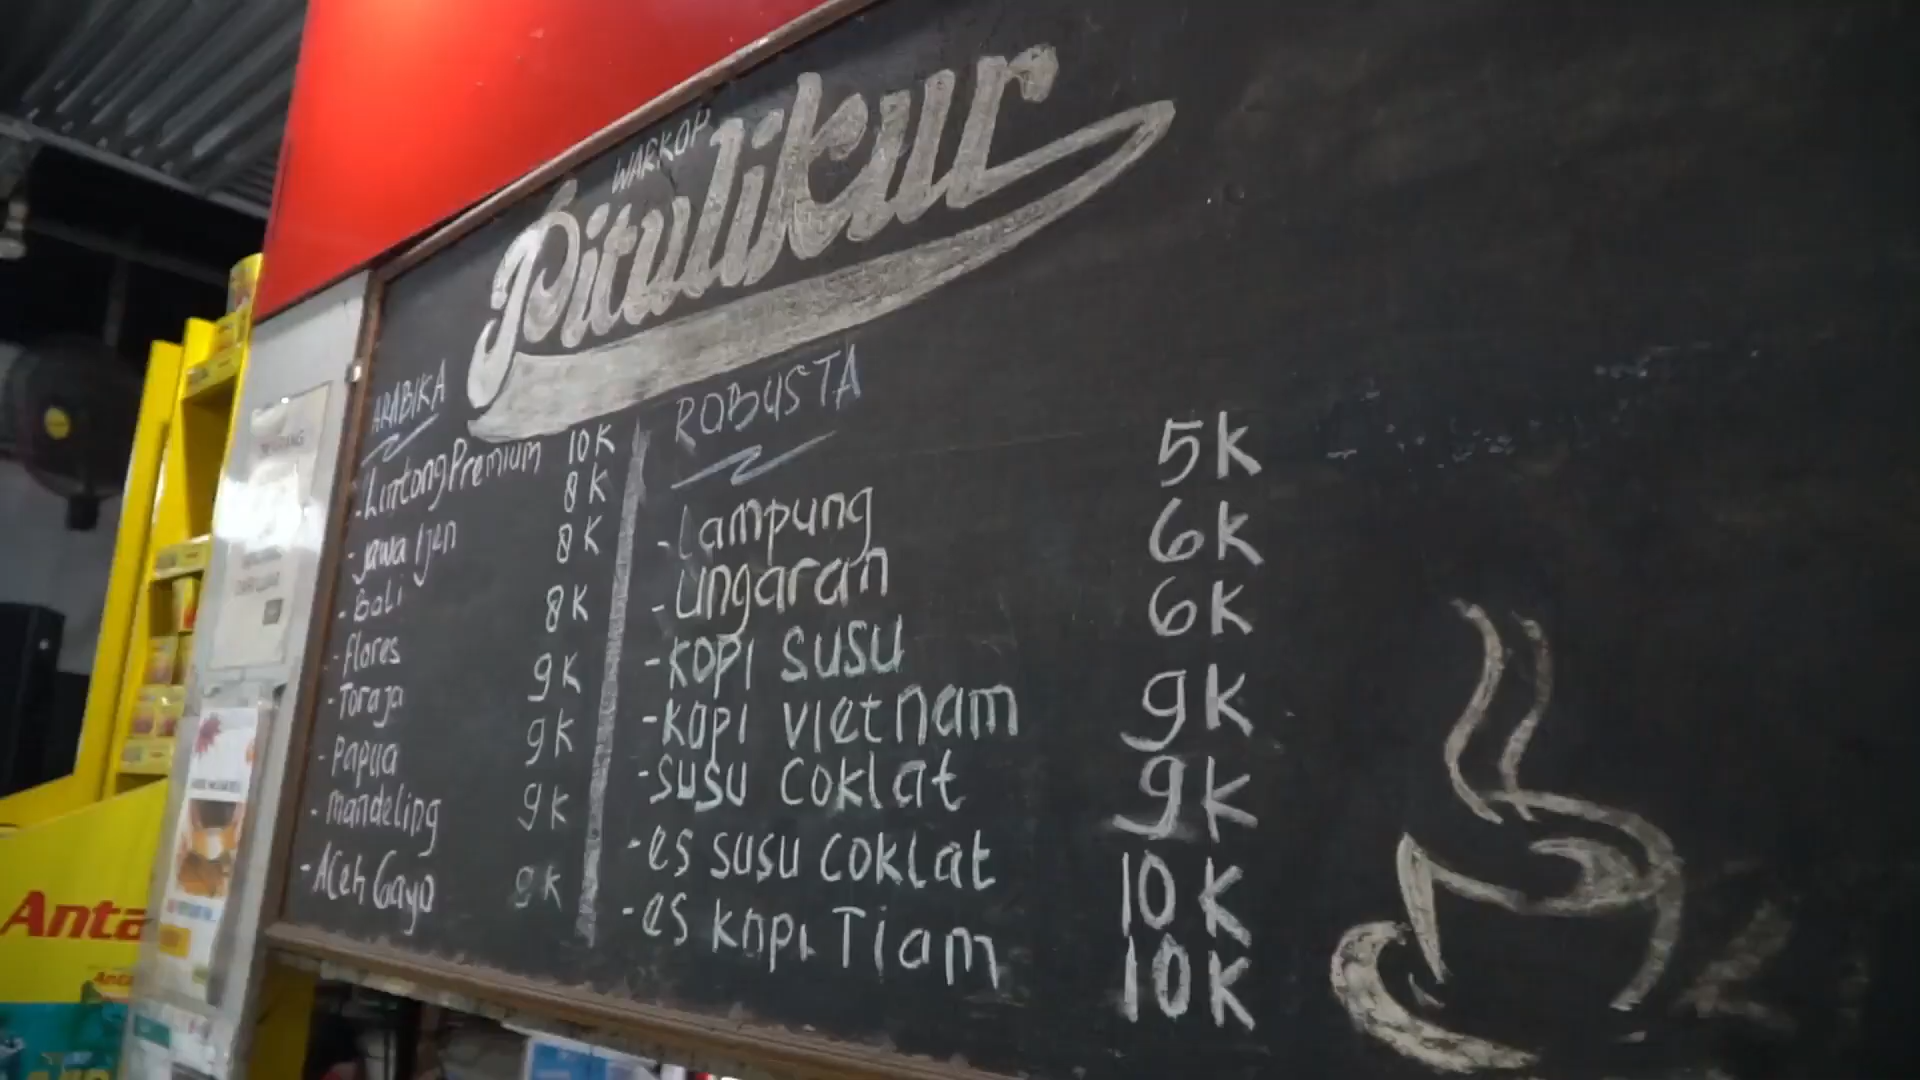 WARKOP
Pitulikur
ARABIKA
-Lintong Premium 10K
-Jawa Ijen 8K
-Bali 8K
-Flores 8K
-Toraja 9K
-Papua 9K
-mandeling 9K
-Aceh Gayo 9K
ROBUSTA
-Lampung 5K
-ungaran 6K
-kopi susu 6K
-kopi vietnam 9K
-susu coklat 9K
-es susu coklat 10K
-es kopi Tiam 10K
Anta